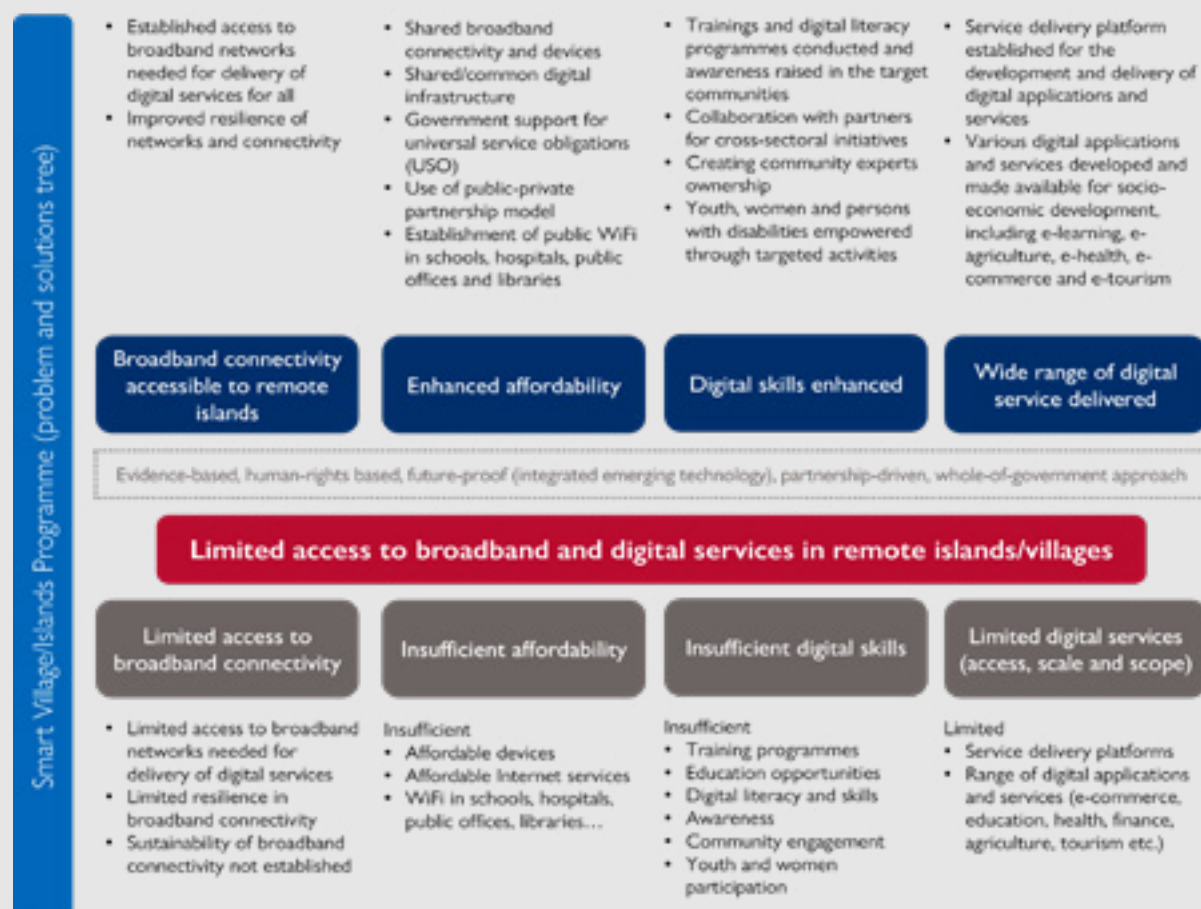 Smart Village/Islands Programme (problem and solutions tree)
• Established access to
broadband networks
needed for delivery of
digital services for all
• Improved resilience of
networks and connectivity
• Shared broadband
connectivity and devices
• Shared/common digital
infrastructure
• Government support for
universal service obligations
(USO)
• Use of public-private
partnership model
• Establishment of public WiFi
in schools, hospitals, public
offices and libraries
• Trainings and digital literacy
programmes conducted and
awareness raised in the target
communities
• Collaboration with partners
for cross-sectoral initiatives
• Creating community experts
ownership
• Youth, women and persons
with disabilities empowered
through targeted activities
• Service delivery platform
established for the
development and delivery of
digital applications and
services
• Various digital applications
and services developed and
made available for socio-
economic development,
including e-learning, e-
agriculture, e-health, e-
commerce and e-tourism
Broadband connectivity
accessible to remote
islands
Enhanced affordability
Digital skills enhanced
Wide range of digital
service delivered
Evidence-based, human-rights based, future-proof (integrated emerging technology), partnership-driven, whole-of-government approach
Limited access to broadband and digital services in remote islands/villages
Limited access to
broadband connectivity
Insufficient affordability
Insufficient digital skills
Limited digital services
(access, scale and scope)
• Limited access to broadband
networks needed for
delivery of digital services
• Limited resilience in
broadband connectivity
• Sustainability of broadband
connectivity not established
Insufficient
• Affordable devices
• Affordable Internet services
• WiFi in schools, hospitals,
public offices, libraries…
Insufficient
• Training programmes
• Education opportunities
• Digital literacy and skills
• Awareness
• Community engagement
• Youth and women
participation
Limited
• Service delivery platforms
• Range of digital applications
and services (e-commerce,
education, health, finance,
agriculture, tourism etc.)